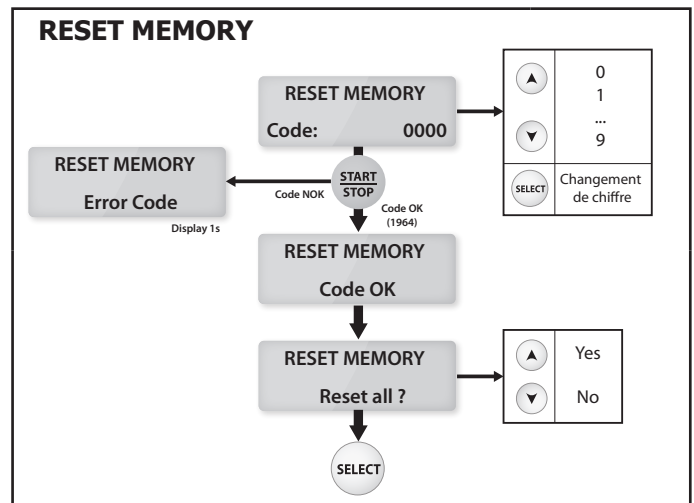 RESET MEMORY
RESET MEMORY
Code: 0000
0
1
...
9
SELECT
Changement
de chiffre
RESET MEMORY
Error Code
Display 1s
Code NOK
START
STOP
Code OK
(1964)
RESET MEMORY
Code OK
RESET MEMORY
Reset all ?
Yes
No
SELECT